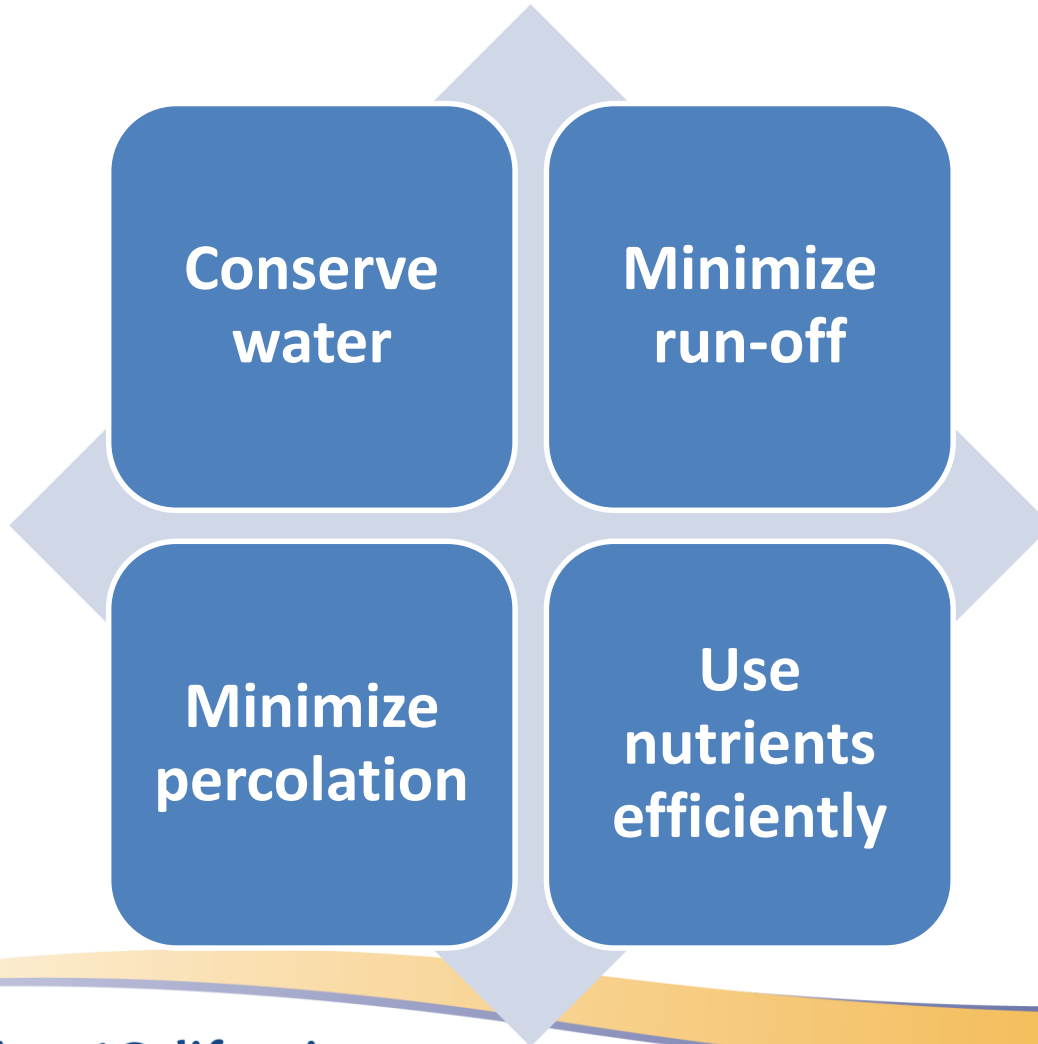 Conserve
water
Minimize
run-off
Minimize
percolation
Use
nutrients
efficiently